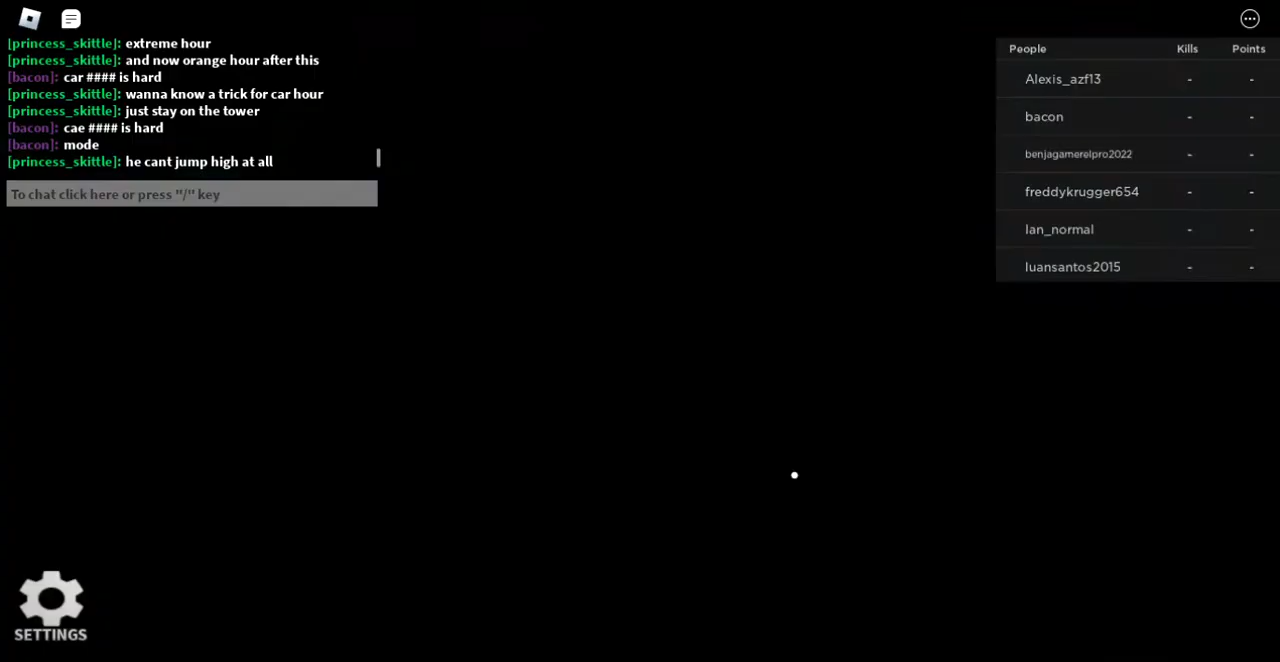 [princess_skittle]: extreme hour
[princess_skittle]: and now orange hour after this
[bacon]: car #### is hard
[princess_skittle]: wanna know a trick for car hour
[princess_skittle]: just stay on the tower
[bacon]: cae #### is hard
[bacon]: mode
[princess_skittle]: he cant jump high at all
To chat click here or press "/" key
People Kills Points
Alexis_azf13 - -
bacon - -
benjagamerelpro2022 - -
freddykrugger654 - -
Ian_normal - -
luansantos2015 - -
SETTINGS